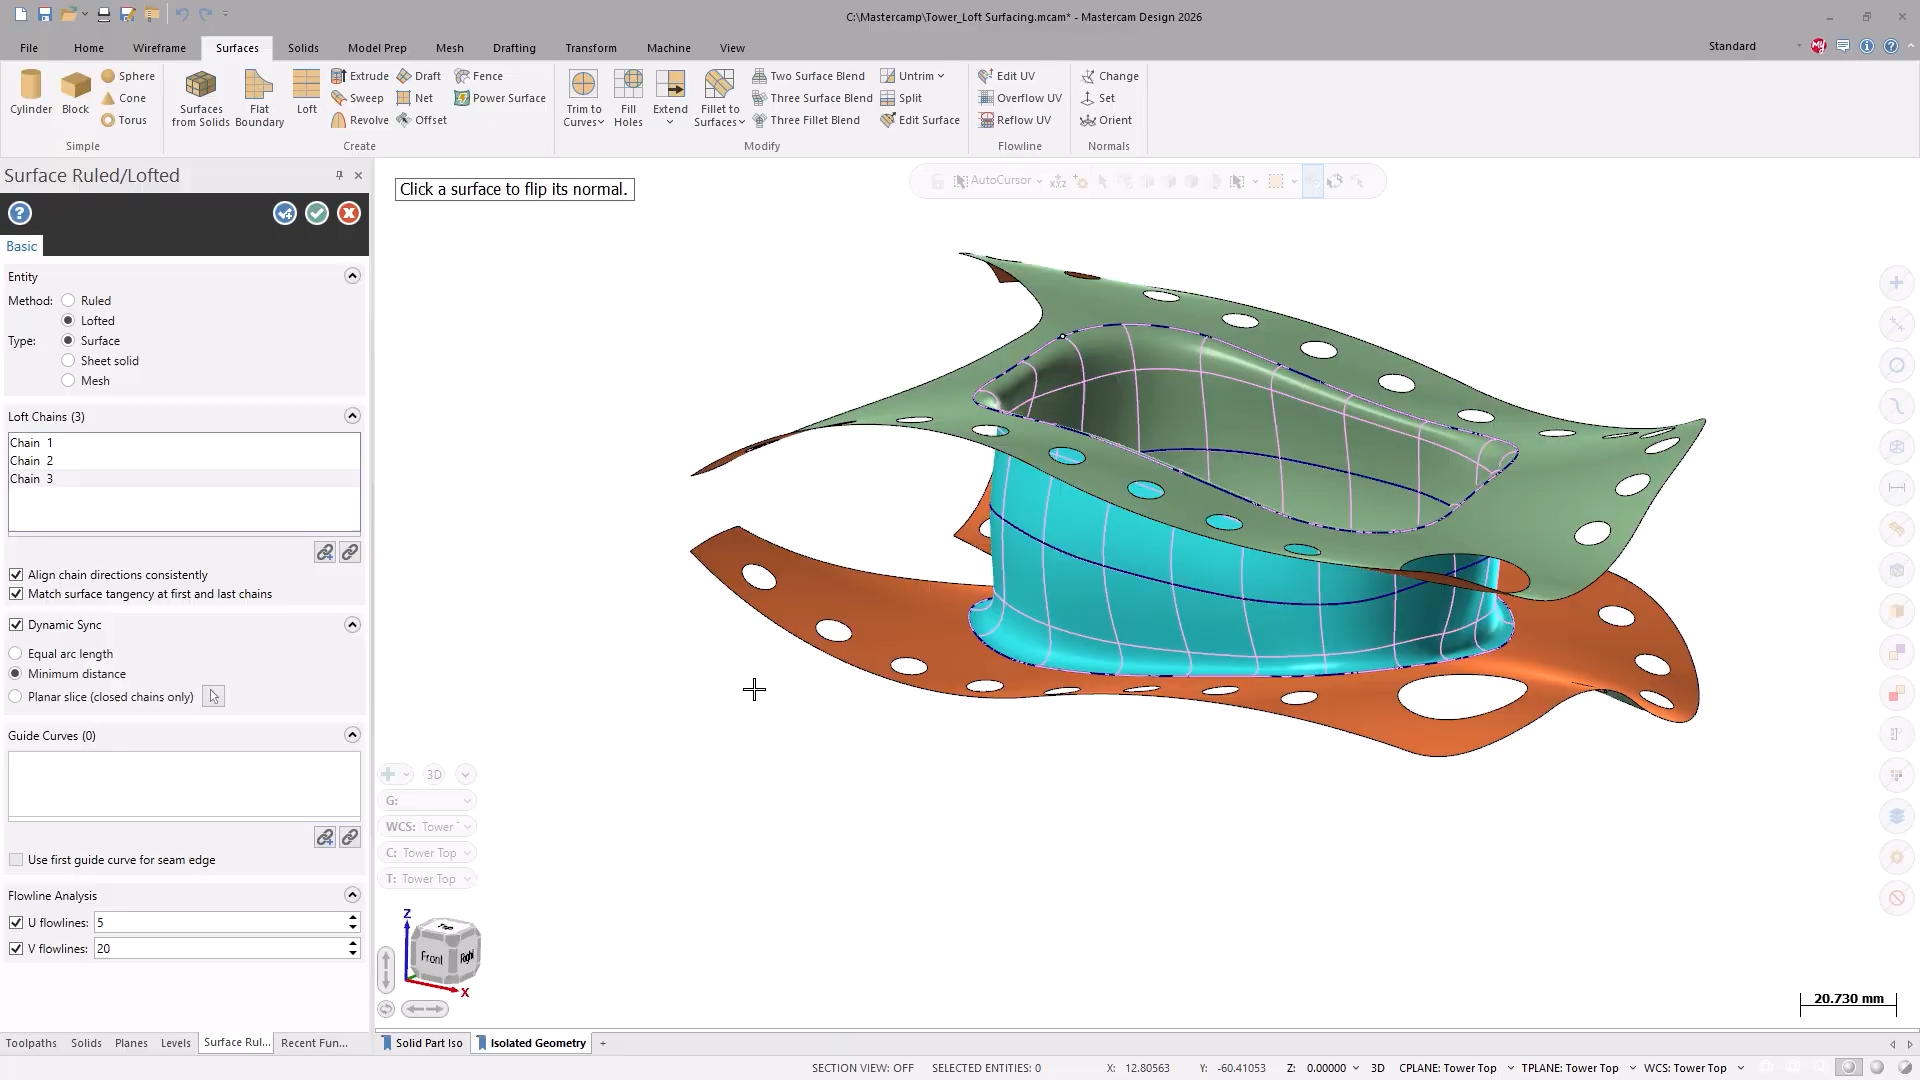 C:\Mastercamp\Tower_Loft Surfacing.mcam* - Mastercam Design 2026
File Home Wireframe Surfaces Solids Model Prep Mesh Drafting Transform Machine View Standard
Cylinder
Block
Sphere
Cone
Torus
Simple
Surfaces
from Solids
Flat
Boundary
Loft
Extrude
Sweep
Revolve
Draft
Net
Offset
Fence
Power Surface
Create
Trim to
Curves
Fill
Holes
Extend
Fillet to
Surfaces
Two Surface Blend
Three Surface Blend
Three Fillet Blend
Untrim
Split
Edit Surface
Modify
Edit UV
Overflow UV
Reflow UV
Flowline
Change
Set
Orient
Normals
Surface Ruled/Lofted
Basic
Entity
Method: Ruled
Lofted
Type: Surface
Sheet solid
Mesh
Loft Chains (3)
Chain 1
Chain 2
Chain 3
Align chain directions consistently
Match surface tangency at first and last chains
Dynamic Sync
Equal arc length
Minimum distance
Planar slice (closed chains only)
Guide Curves (0)
Use first guide curve for seam edge
Flowline Analysis
U flowlines: 5
V flowlines: 20
Toolpaths Solids Planes Levels Surface Rul... Recent Fun...
Click a surface to flip its normal.
AutoCursor
3D
G:
WCS: Tower
C: Tower Top
T: Tower Top
Z
Top
Front
Right
X
20.730 mm
Solid Part Iso Isolated Geometry +
SECTION VIEW: OFF SELECTED ENTITIES: 0 X: 12.80563 Y: -60.41053 Z: 0.00000 3D CPLANE: Tower Top TPLANE: Tower Top WCS: Tower Top